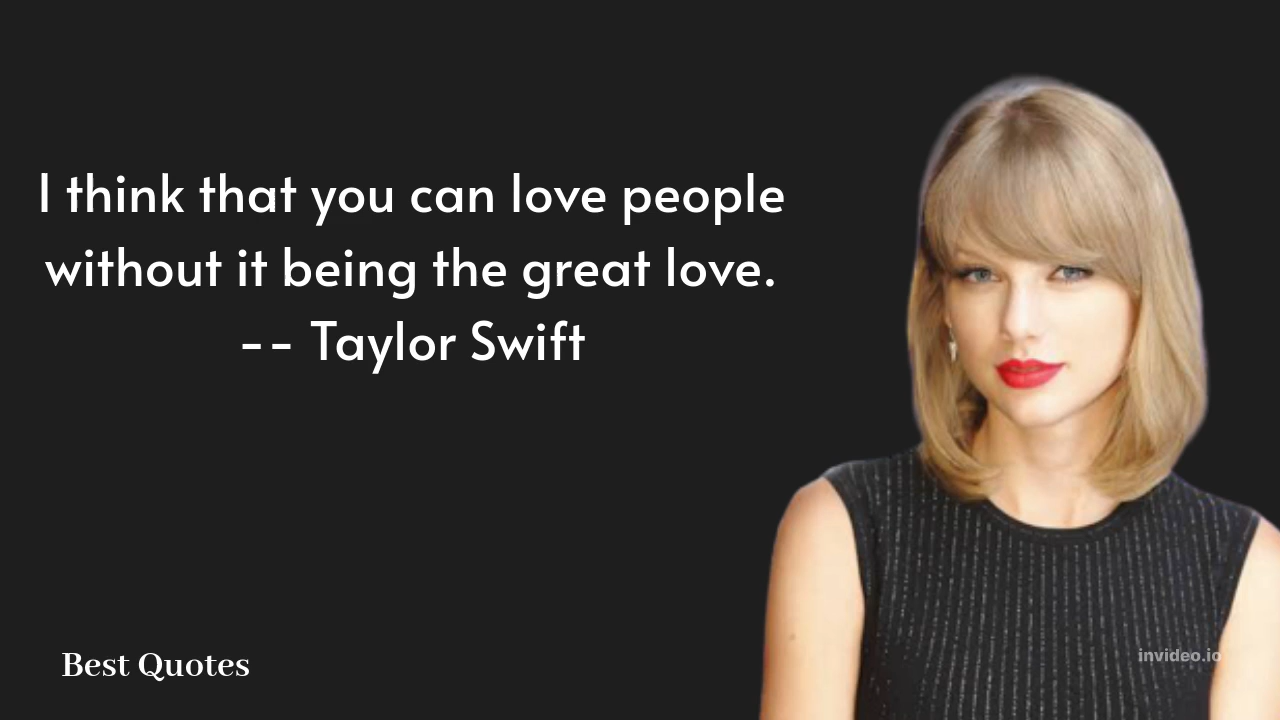 I think that you can love people
without it being the great love.
-- Taylor Swift
Best Quotes
invideo.io